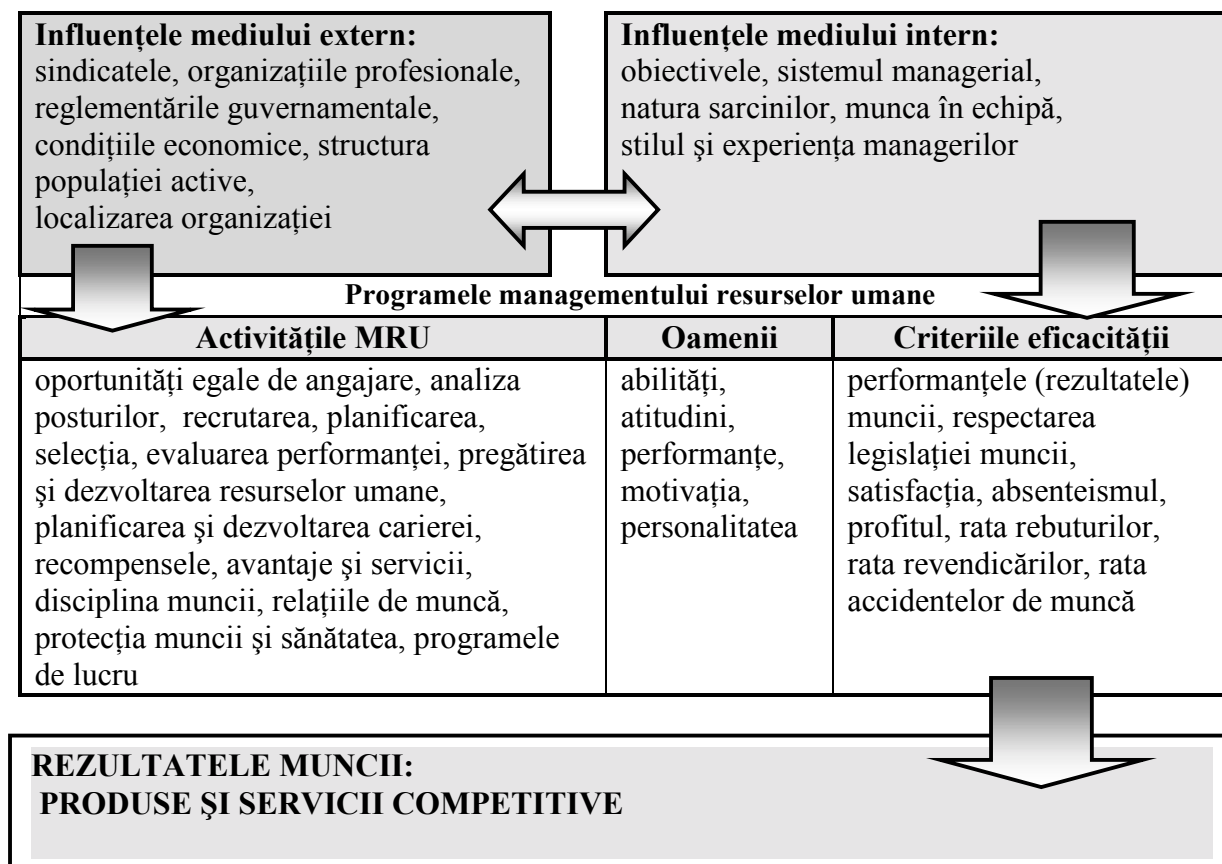 Influențele mediului extern:
sindicatele, organizațiile profesionale,
reglementările guvernamentale,
condițiile economice, structura
populației active,
localizarea organizației
Influențele mediului intern:
obiectivele, sistemul managerial,
natura sarcinilor, munca în echipă,
stilul şi experiența managerilor
Programele managementului resurselor umane
Activitățile MRU
oportunități egale de angajare, analiza
posturilor, recrutarea, planificarea,
selecția, evaluarea performanței, pregătirea
şi dezvoltarea resurselor umane,
planificarea şi dezvoltarea carierei,
recompensele, avantaje şi servicii,
disciplina muncii, relațiile de muncă,
protecția muncii şi sănătatea, programele
de lucru
Oamenii
abilități,
atitudini,
performanțe,
motivația,
personalitatea
Criteriile eficacității
performanțele (rezultatele)
muncii, respectarea
legislației muncii,
satisfacția, absenteismul,
profitul, rata rebuturilor,
rata revendicărilor, rata
accidentelor de muncă
REZULTATELE MUNCII:
PRODUSE ŞI SERVICII COMPETITIVE